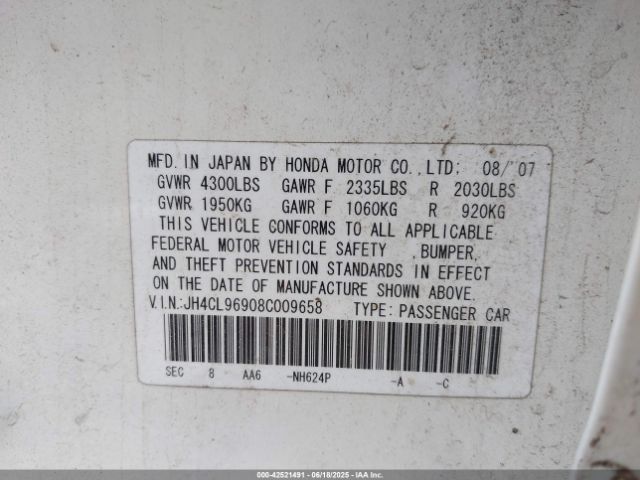 MFD. IN JAPAN BY HONDA MOTOR CO., LTD: 08/'07
GVWR 4300LBS GAWR F 2335LBS R 2030LBS
GVWR 1950KG GAWR F 1060KG R 920KG
THIS VEHICLE CONFORMS TO ALL APPLICABLE
FEDERAL MOTOR VEHICLE SAFETY ,BUMPER,
AND THEFT PREVENTION STANDARDS IN EFFECT
ON THE DATE OF MANUFACTURE SHOWN ABOVE.
V.I.N:JH4CL96908C009658 TYPE: PASSENGER CAR
SEC 8 AA6 -NH624P -A -C
000-42521491 - 06/18/2025 - COPYRIGHT IAA, LLC.